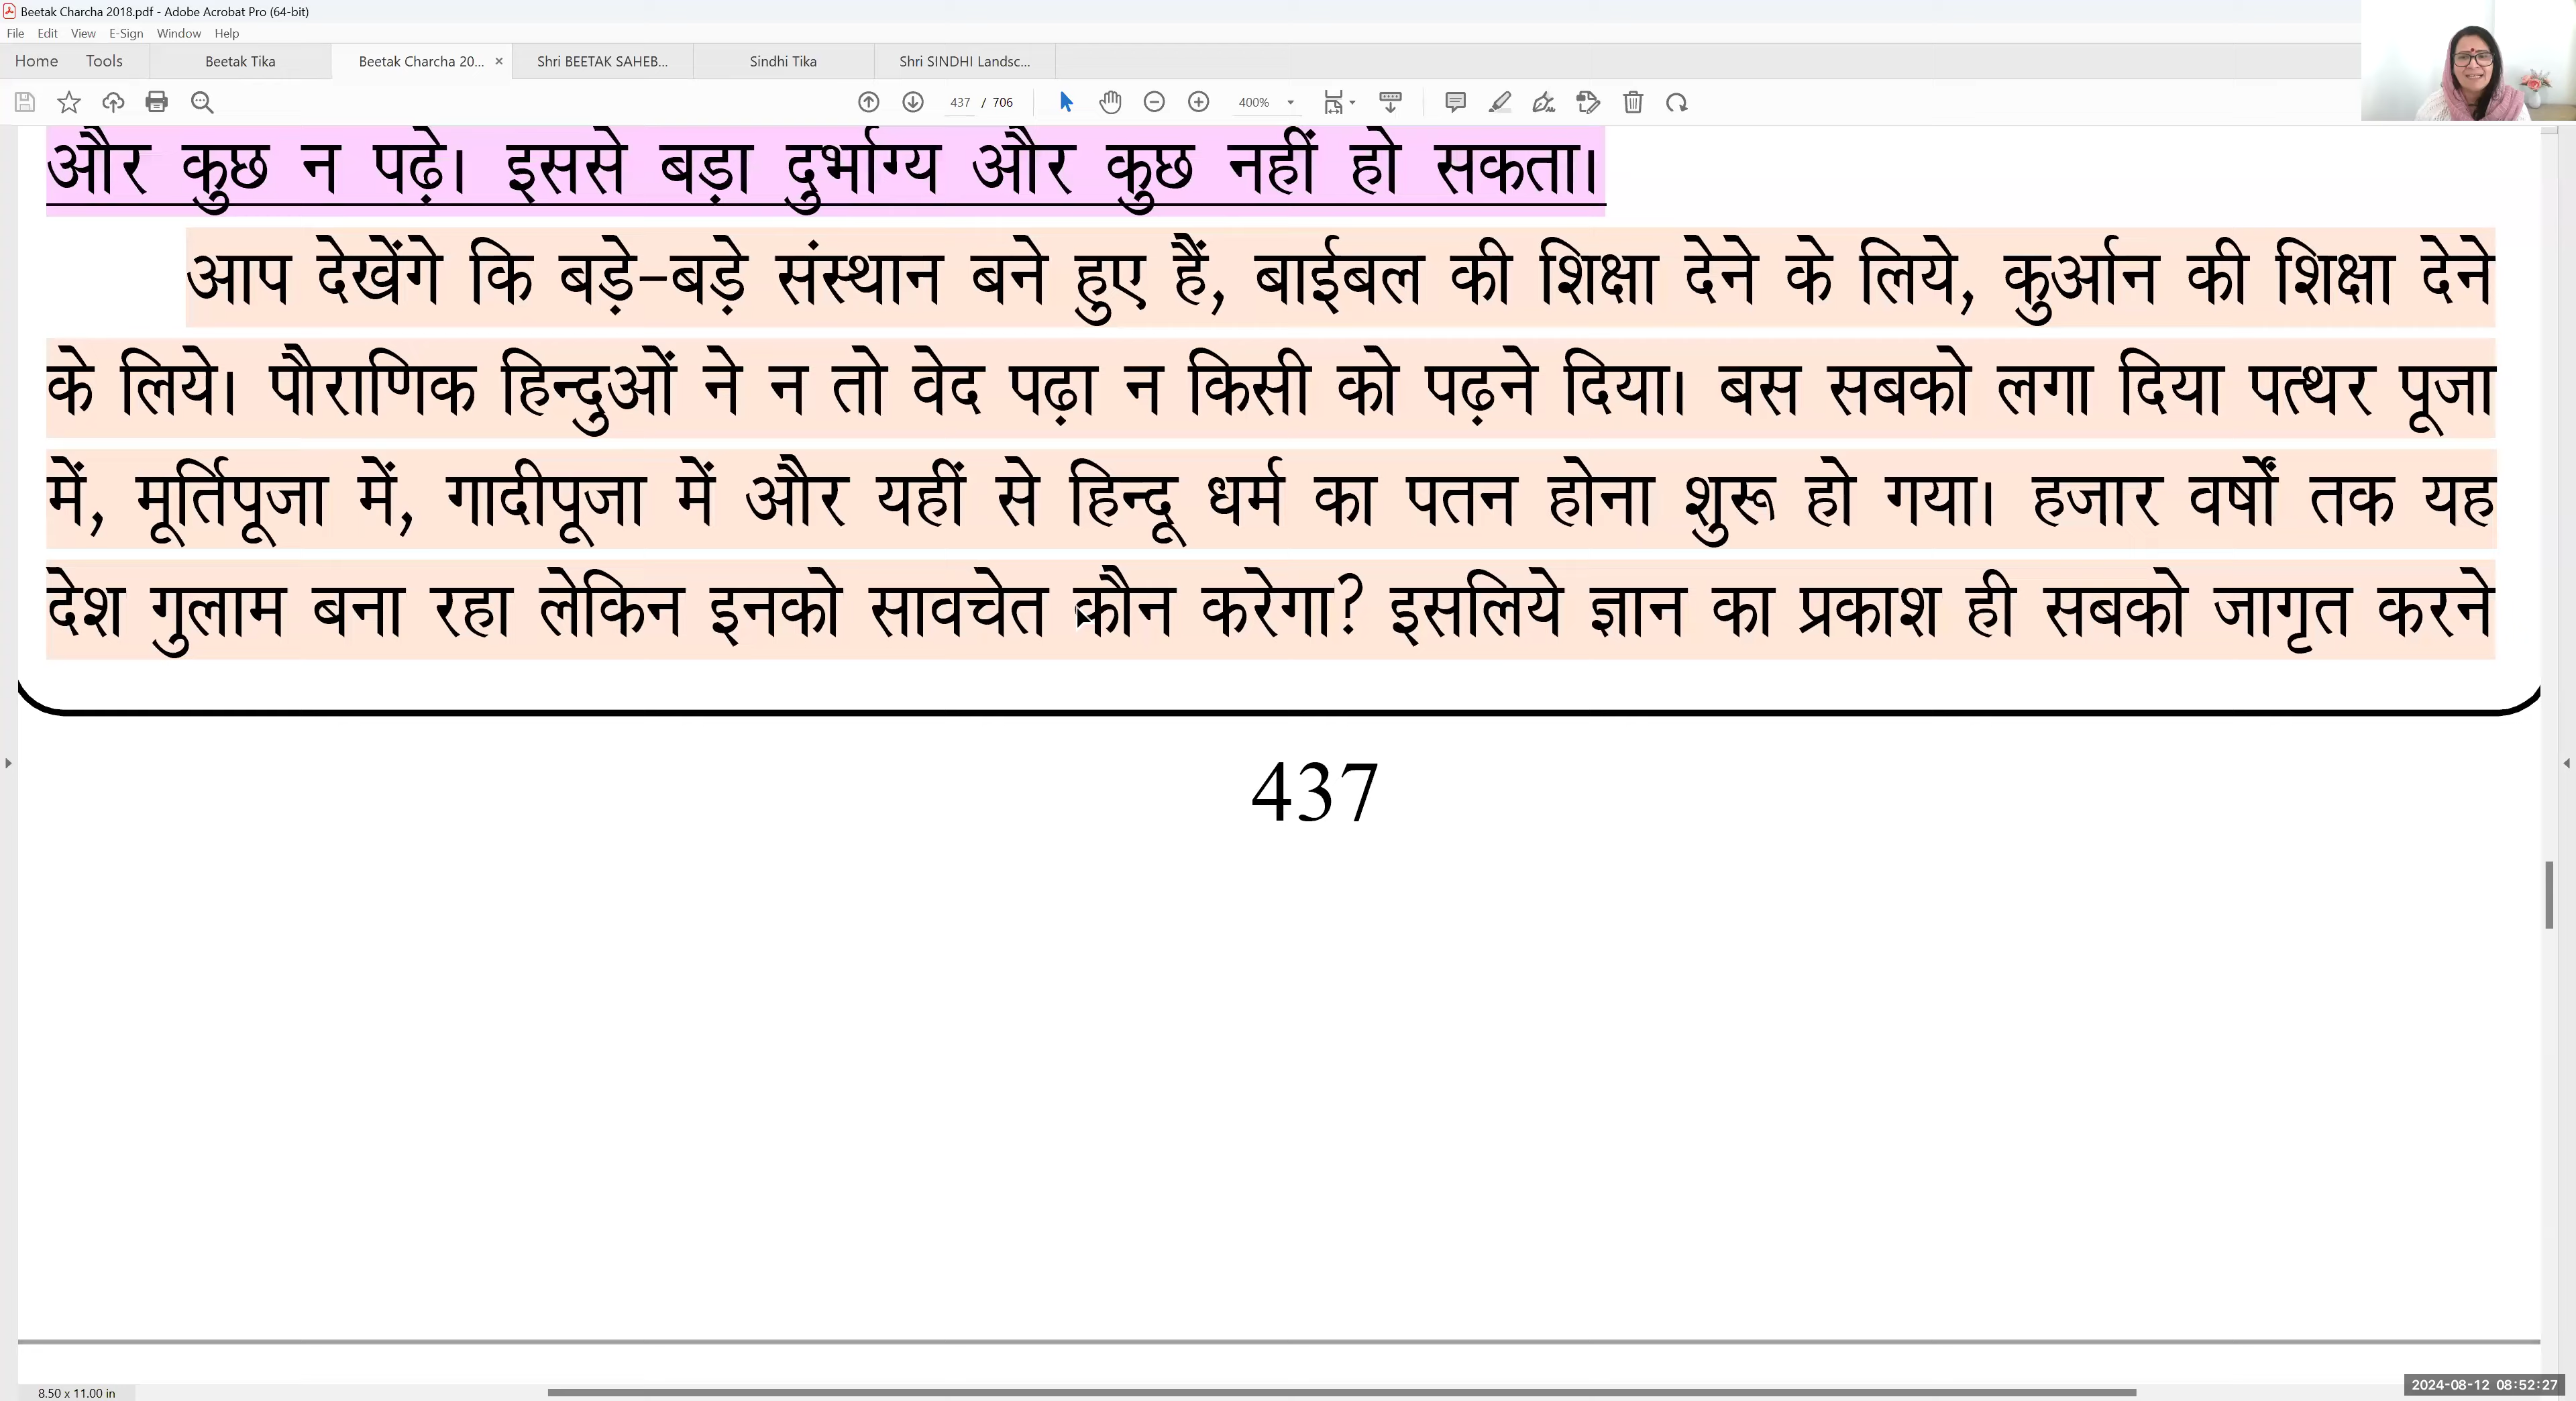 Beetak Charcha 2018.pdf - Adobe Acrobat Pro (64-bit)
File Edit View E-Sign Window Help
Home Tools Beetak Tika Beetak Charcha 20... × Shri BEETAK SAHEB... Sindhi Tika Shri SINDHI Landsc...
437 / 706 400%
और कुछ न पढ़े। इससे बड़ा दुर्भाग्य और कुछ नहीं हो सकता।
आप देखेंगे कि बड़े-बड़े संस्थान बने हुए हैं, बाईबल की शिक्षा देने के लिये, कुर्आन की शिक्षा देने
के लिये। पौराणिक हिन्दुओं ने न तो वेद पढ़ा न किसी को पढ़ने दिया। बस सबको लगा दिया पत्थर पूजा
में, मूर्तिपूजा में, गादीपूजा में और यहीं से हिन्दू धर्म का पतन होना शुरू हो गया। हजार वर्षों तक यह
देश गुलाम बना रहा लेकिन इनको सावचेत कौन करेगा? इसलिये ज्ञान का प्रकाश ही सबको जागृत करने
437
8.50 x 11.00 in
2024-08-12 08:52:27